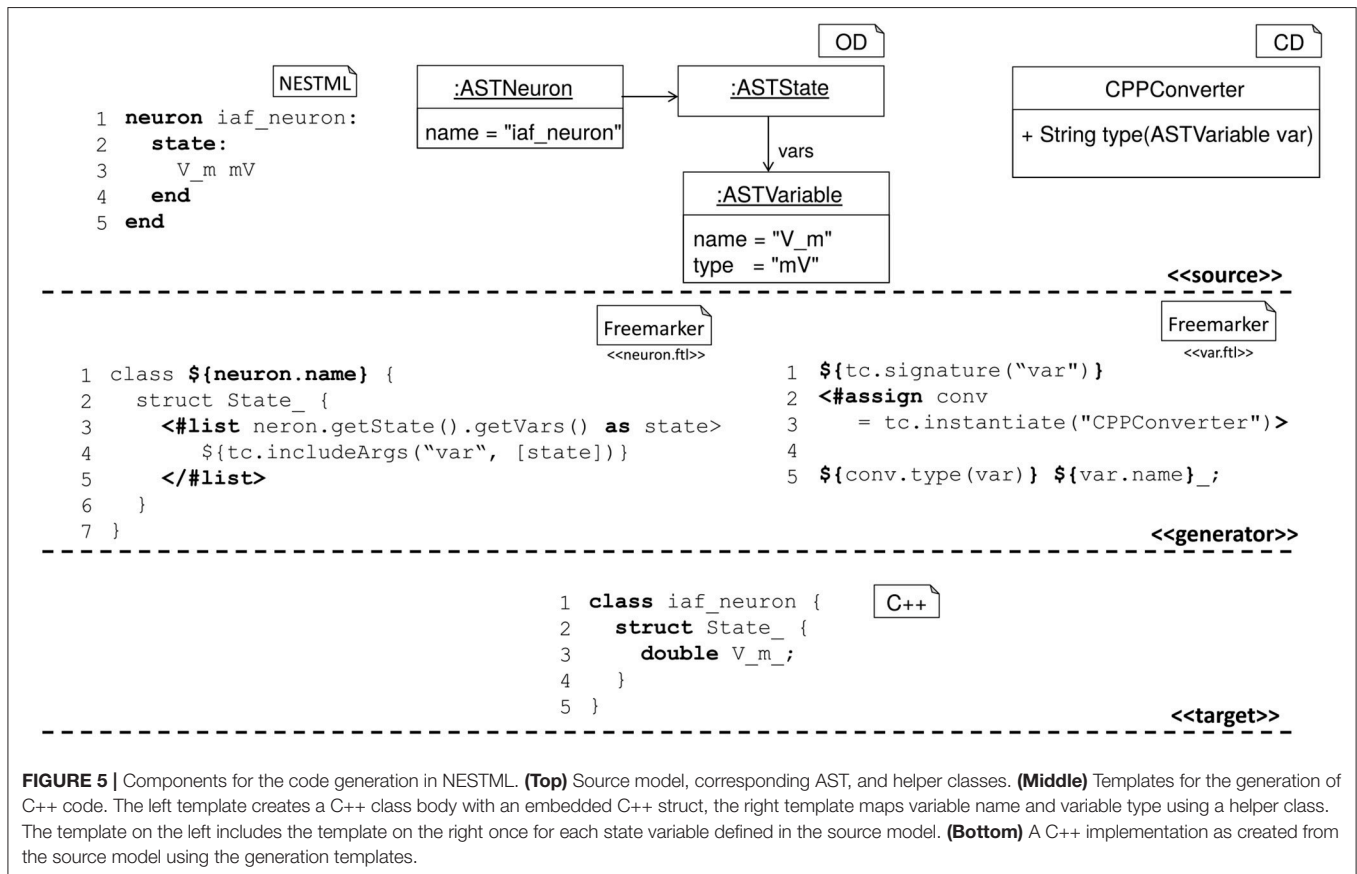 NESTML
1 neuron iaf_neuron:
2 state:
3 V_m mV
4 end
5 end
OD
:ASTNeuron
name = "iaf_neuron"
:ASTState
vars
:ASTVariable
name = "V_m"
type = "mV"
CD
CPPConverter
+ String type(ASTVariable var)
<<source>>
Freemarker
<<neuron.ftl>>
1 class ${neuron.name} {
2 struct State_ {
3 <#list neron.getState().getVars() as state>
4 ${tc.includeArgs(“var“, [state])}
5 </#list>
6 }
7 }
Freemarker
<<var.ftl>>
1 ${tc.signature(“var")}
2 <#assign conv
3 = tc.instantiate("CPPConverter")>
4
5 ${conv.type(var)} ${var.name}_;
<<generator>>
C++
1 class iaf_neuron {
2 struct State_ {
3 double V_m_;
4 }
5 }
<<target>>
FIGURE 5 | Components for the code generation in NESTML. (Top) Source model, corresponding AST, and helper classes. (Middle) Templates for the generation of
C++ code. The left template creates a C++ class body with an embedded C++ struct, the right template maps variable name and variable type using a helper class.
The template on the left includes the template on the right once for each state variable defined in the source model. (Bottom) A C++ implementation as created from
the source model using the generation templates.